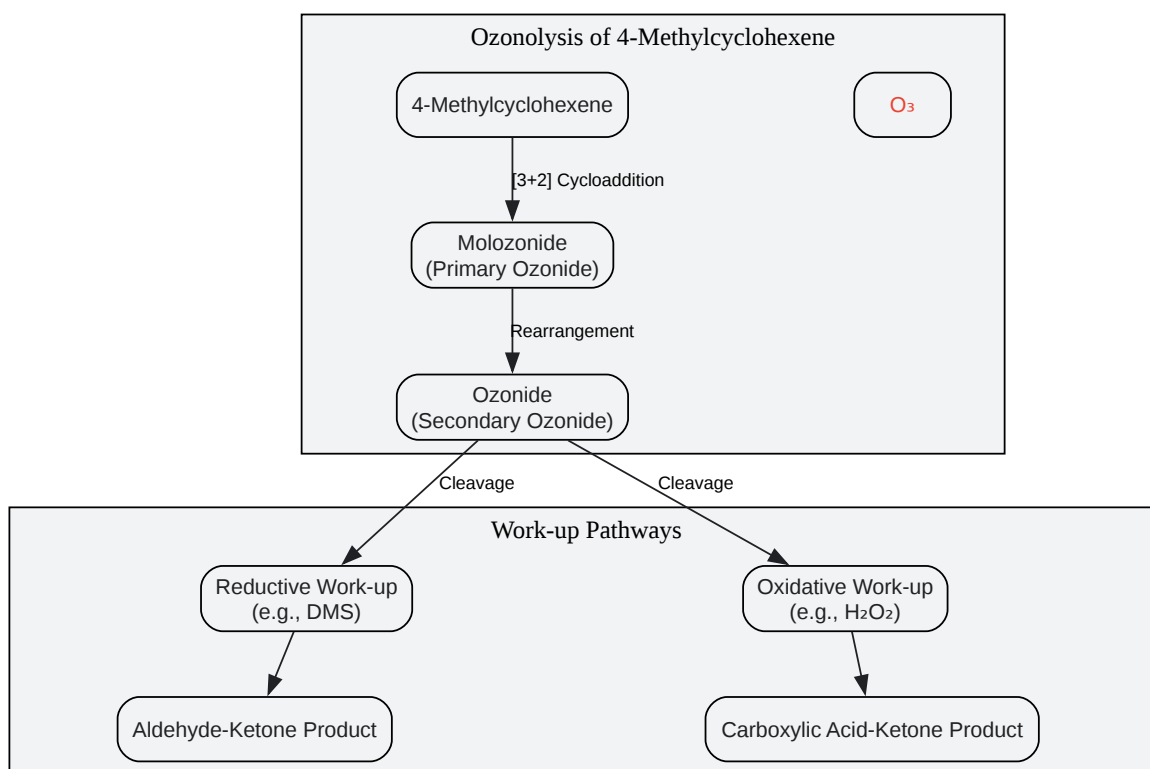 Ozonolysis of 4-Methylcyclohexene
4-Methylcyclohexene
O₃
[3+2] Cycloaddition
Molozonide
(Primary Ozonide)
Rearrangement
Ozonide
(Secondary Ozonide)
Cleavage
Cleavage
Work-up Pathways
Reductive Work-up
(e.g., DMS)
Oxidative Work-up
(e.g., H₂O₂)
Aldehyde-Ketone Product
Carboxylic Acid-Ketone Product